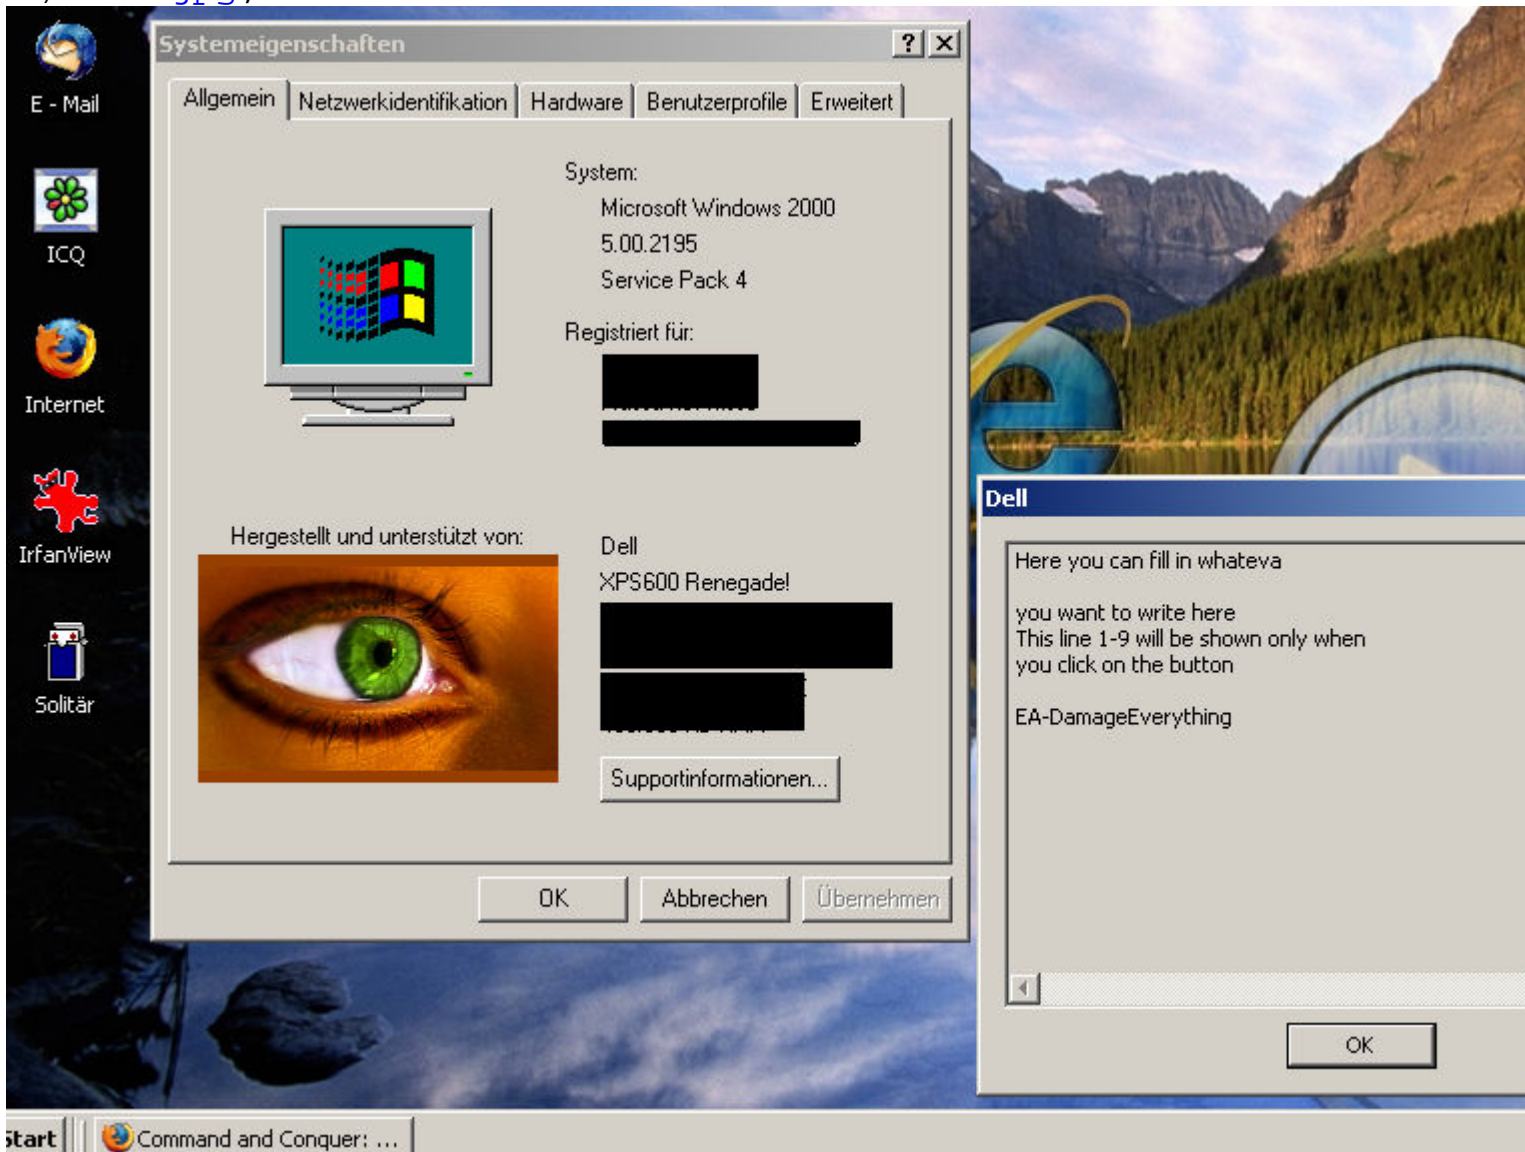 E - Mail
ICQ
Internet
IrfanView
Solitär
Systemeigenschaften
Allgemein
Netzwerkidentifikation
Hardware
Benutzerprofile
Erweitert
System:
Microsoft Windows 2000
5.00.2195
Service Pack 4
Registriert für:
Hergestellt und unterstützt von:
Dell
XPS600 Renegade!
Supportinformationen...
OK
Abbrechen
Übernehmen
Dell
Here you can fill in whateva
you want to write here
This line 1-9 will be shown only when
you click on the button
EA-DamageEverything
OK
Start
Command and Conquer: ...